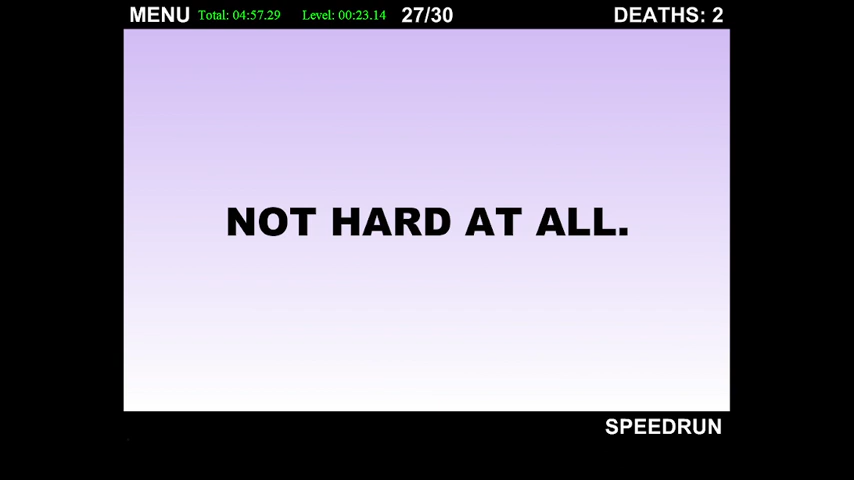 MENU Total: 04:57.29 Level: 00:23.14 27/30 DEATHS: 2
NOT HARD AT ALL.
SPEEDRUN